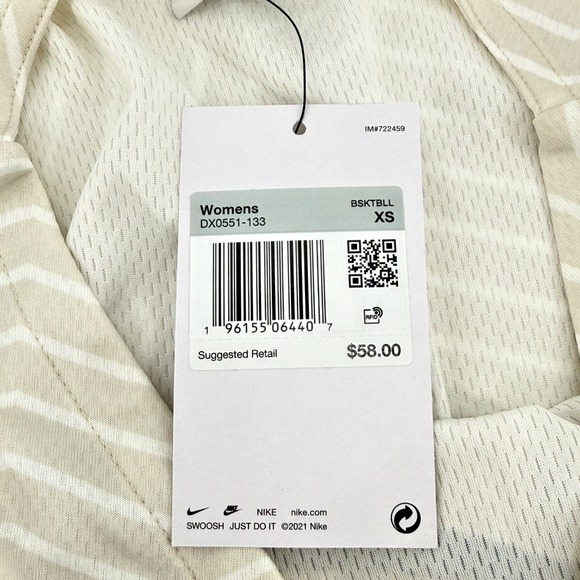 IM#722459
Womens BSKTBLL
DX0551-133 XS
RFID
1 96155 06440 7
Suggested Retail $58.00
NIKE nike.com
SWOOSH JUST DO IT ©2021 Nike